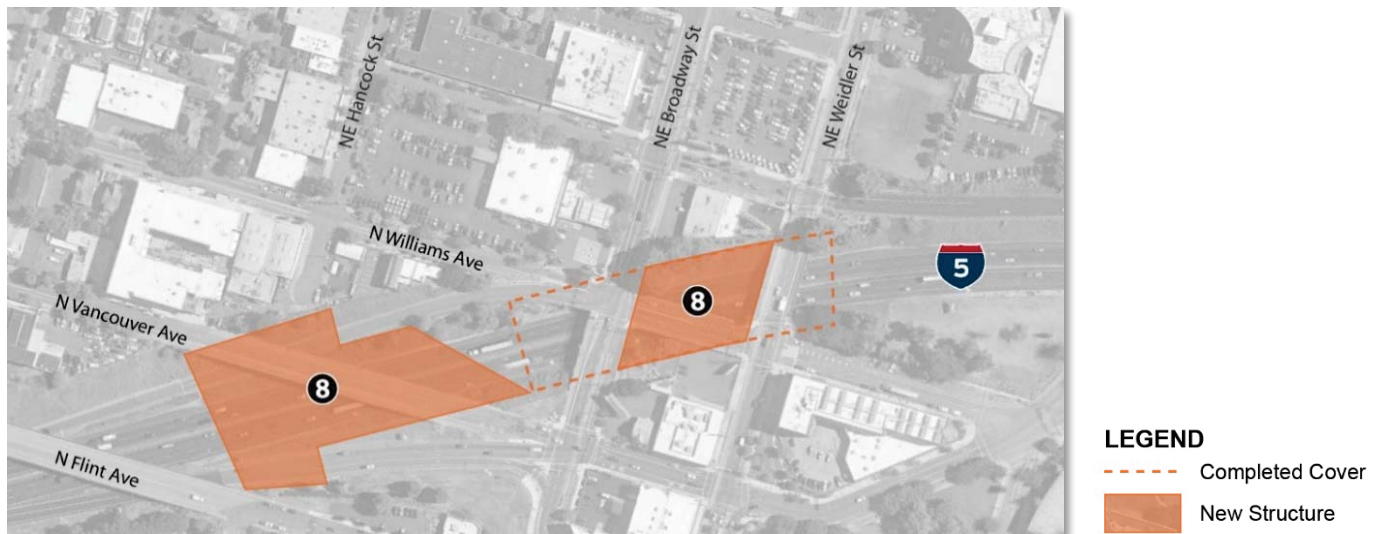 NE Hancock St
NE Broadway St
NE Weidler St
N Williams Ave
5
8
N Vancouver Ave
8
N Flint Ave
LEGEND
Completed Cover
New Structure